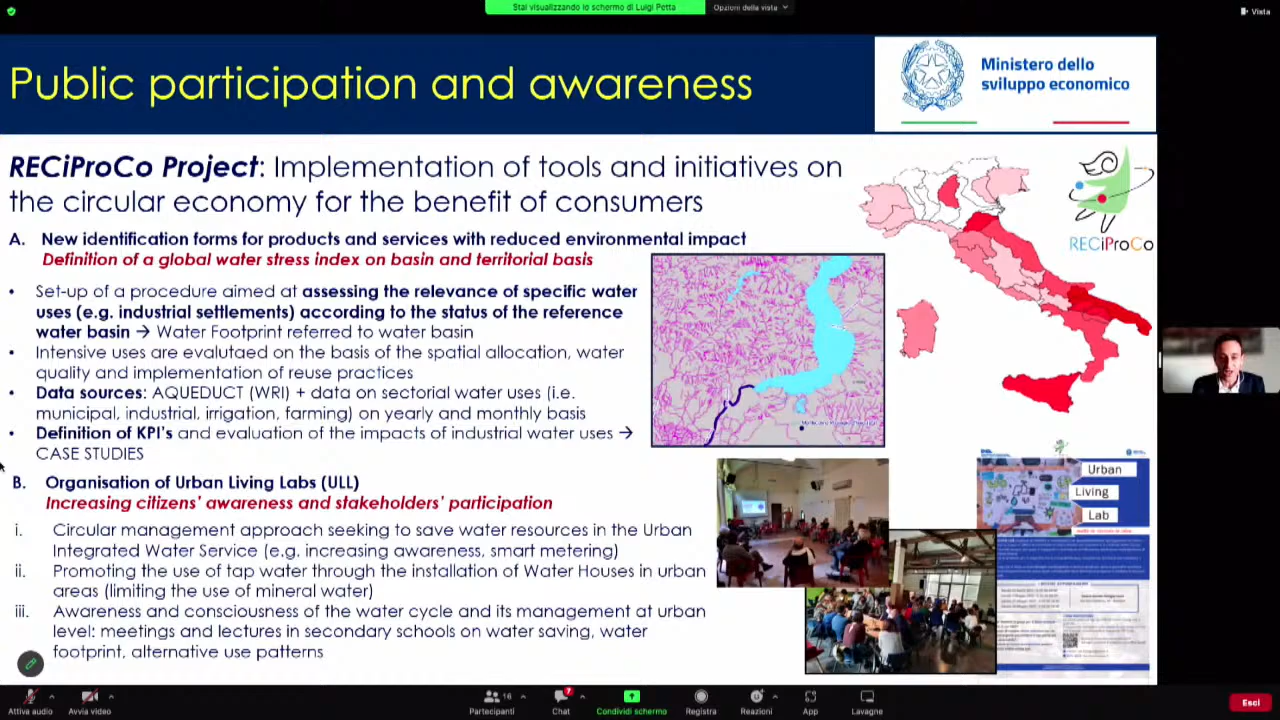 Stai visualizzando lo schermo di Luigi Petta
Opzioni della vista
Vista
Public participation and awareness
Ministero dello
sviluppo economico
RECiProCo Project: Implementation of tools and initiatives on
the circular economy for the benefit of consumers
RECiProCo
A. New identification forms for products and services with reduced environmental impact
Definition of a global water stress index on basin and territorial basis
• Set-up of a procedure aimed at assessing the relevance of specific water
uses (e.g. industrial settlements) according to the status of the reference
water basin → Water Footprint referred to water basin
• Intensive uses are evalutaed on the basis of the spatial allocation, water
quality and implementation of reuse practices
• Data sources: AQUEDUCT (WRI) + data on sectorial water uses (i.e.
municipal, industrial, irrigation, farming) on yearly and monthly basis
• Definition of KPI's and evaluation of the impacts of industrial water uses →
CASE STUDIES
B. Organisation of Urban Living Labs (ULL)
Increasing citizens' awareness and stakeholders' participation
i. Circular management approach seeking to save water resources in the Urban
Integrated Water Service (e.g. user awareness, smart metering)
ii. Promoting the use of tap water and the application of Water Houses in urban
areas (limiting the use of mineral water)
iii. Awareness and consciousness of water cycle and its management at urban
level: meetings and lectures in secondary schools on water saving, water
footprint, alternative use patterns
Urban
Living
Lab
Attiva audio
Avvia video
Partecipanti
16
Chat
7
Condividi schermo
Registra
Reazioni
App
Lavagne
Esci